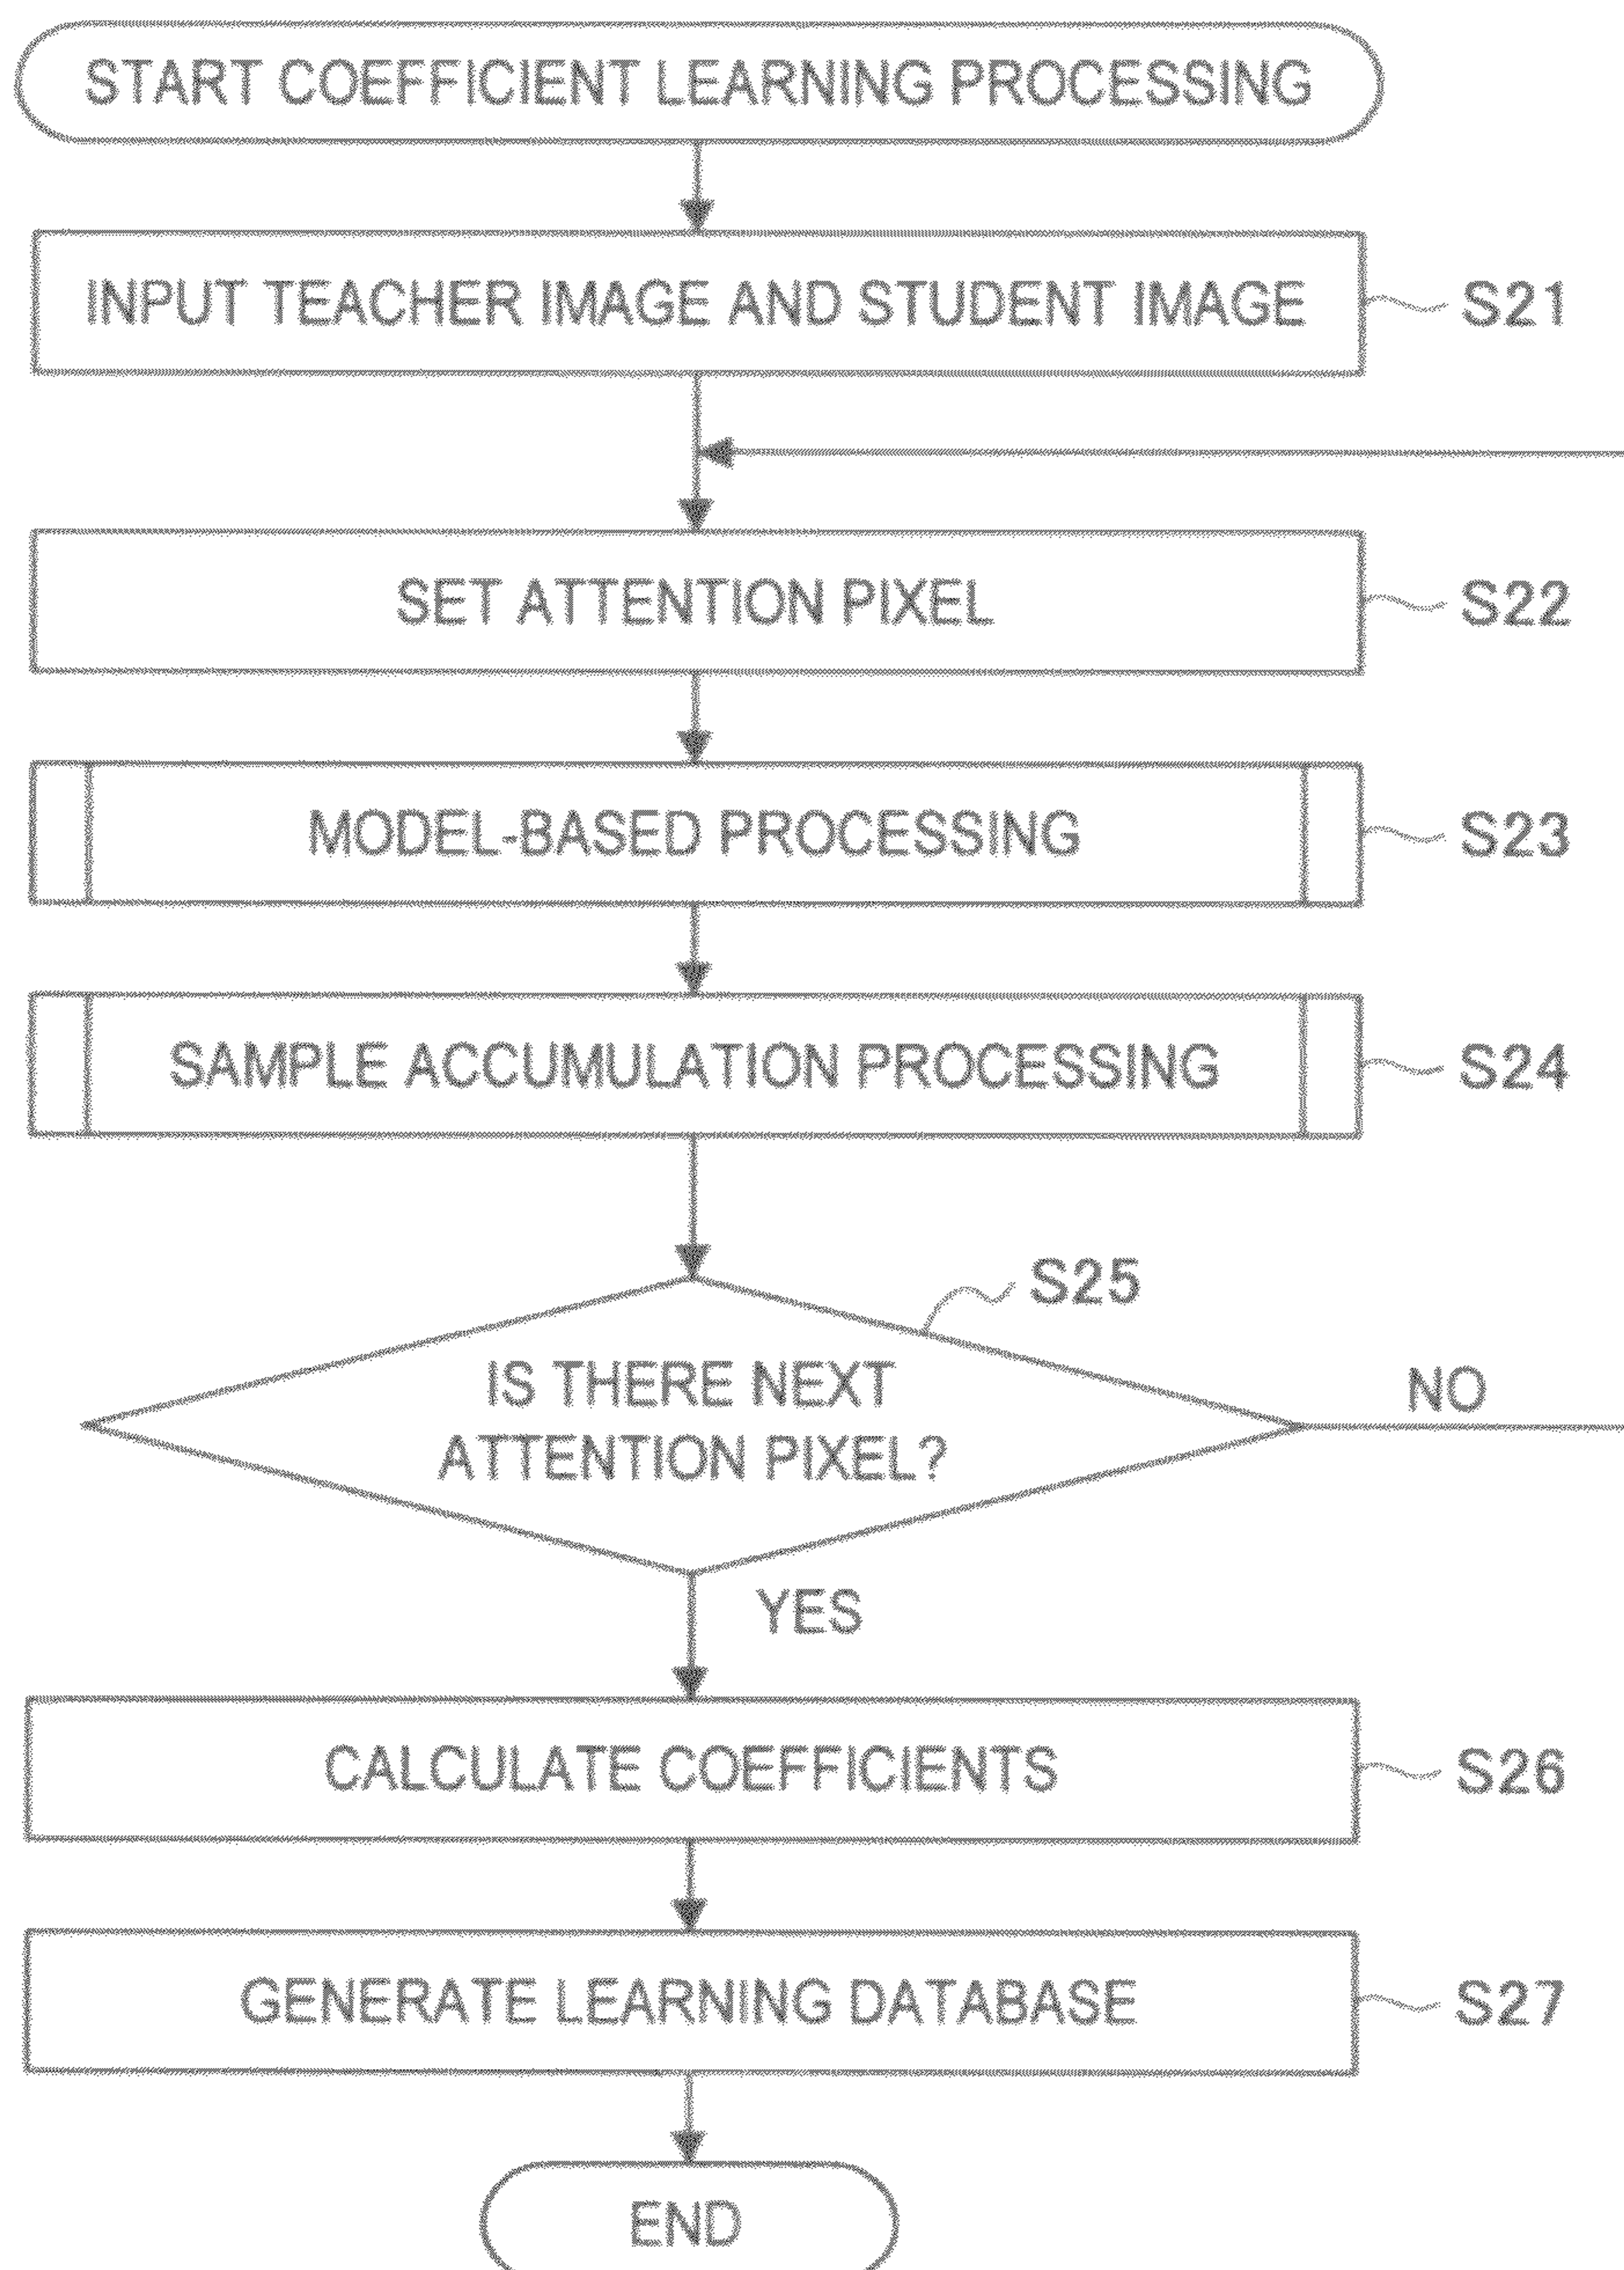 START COEFFICIENT LEARNING PROCESSING
INPUT TEACHER IMAGE AND STUDENT IMAGE
S21
SET ATTENTION PIXEL
S22
MODEL-BASED PROCESSING
S23
SAMPLE ACCUMULATION PROCESSING
S24
S25
IS THERE NEXT
ATTENTION PIXEL?
NO
YES
CALCULATE COEFFICIENTS
S26
GENERATE LEARNING DATABASE
S27
END